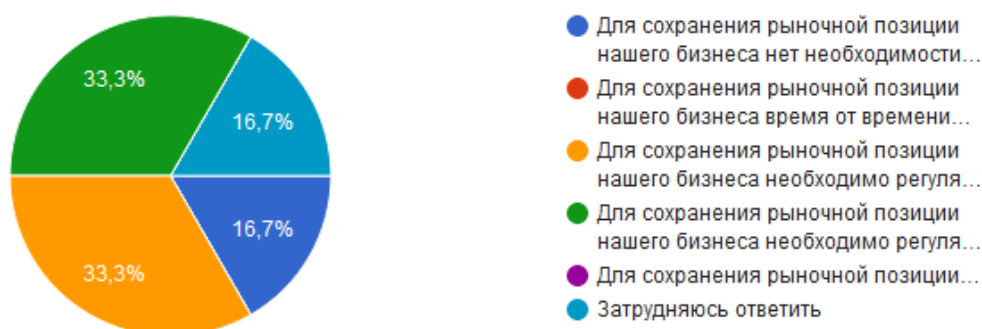 33,3%
16,7%
16,7%
33,3%
Для сохранения рыночной позиции
нашего бизнеса нет необходимости...
Для сохранения рыночной позиции
нашего бизнеса время от времени...
Для сохранения рыночной позиции
нашего бизнеса необходимо регуля...
Для сохранения рыночной позиции
нашего бизнеса необходимо регуля...
Для сохранения рыночной позиции...
Затрудняюсь ответить